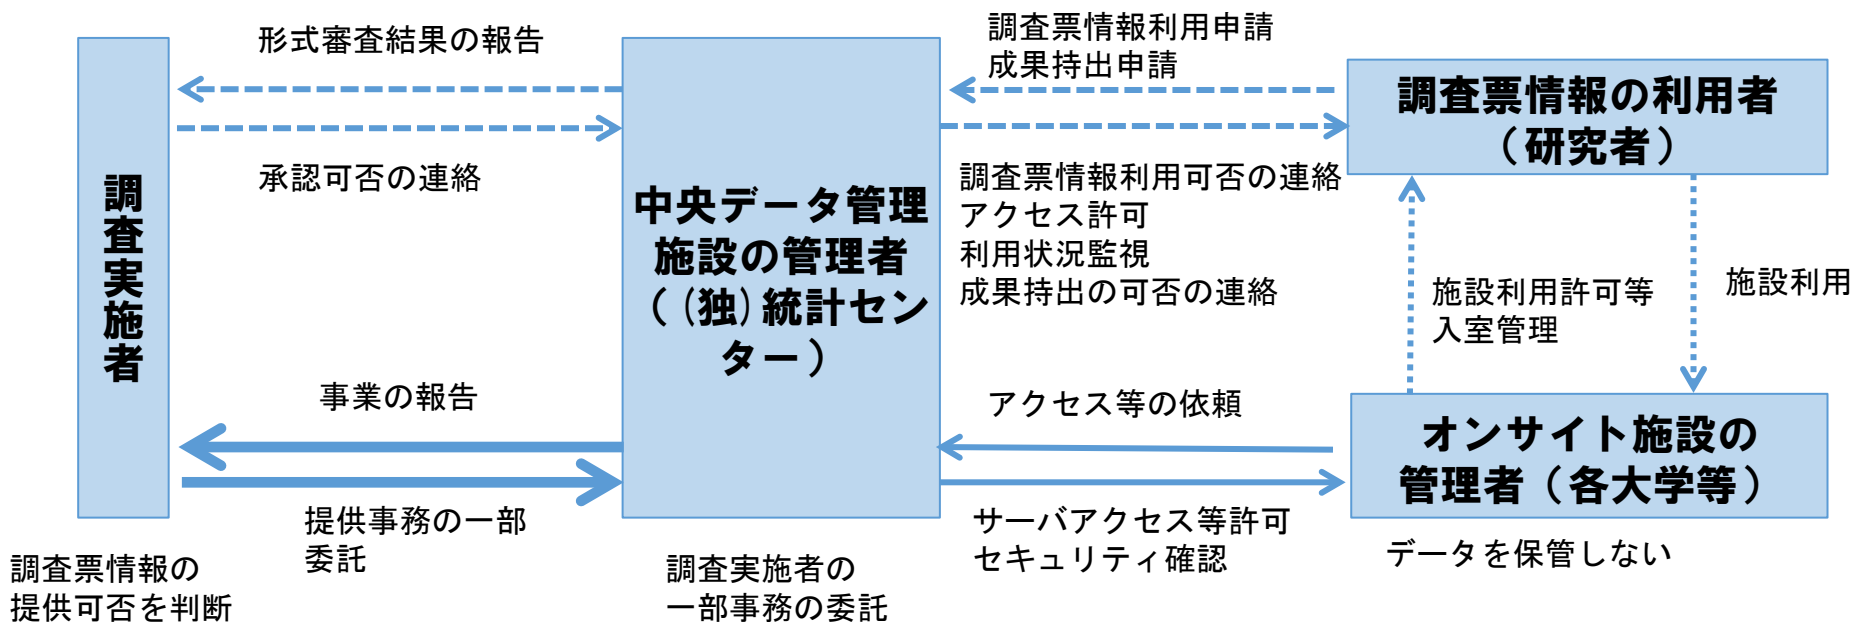 形式審査結果の報告
承認可否の連絡
調査実施者
事業の報告
提供事務の一部
委託
調査票情報の
提供可否を判断
中央データ管理
施設の管理者
（(独)統計セン
ター）
調査実施者の
一部事務の委託
調査票情報利用申請
成果持出申請
調査票情報利用可否の連絡
アクセス許可
利用状況監視
成果持出の可否の連絡
アクセス等の依頼
サーバアクセス等許可
セキュリティ確認
調査票情報の利用者
（研究者）
施設利用許可等
入室管理
施設利用
オンサイト施設の
管理者（各大学等）
データを保管しない